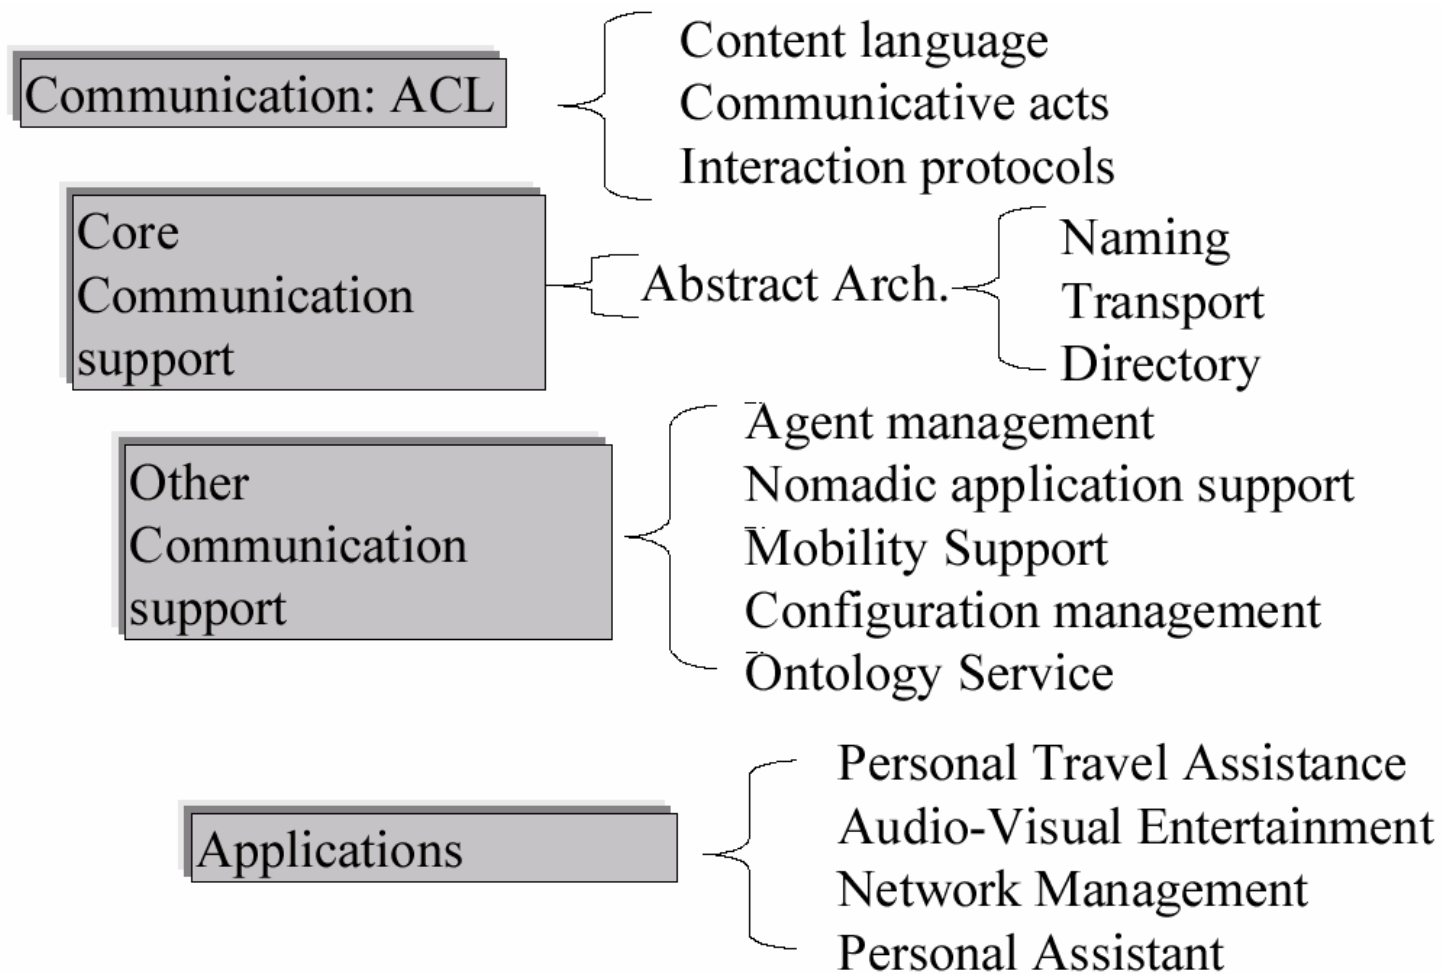 Communication: ACL
Content language
Communicative acts
Interaction protocols
Core
Communication
support
Abstract Arch.
Naming
Transport
Directory
Other
Communication
support
Agent management
Nomadic application support
Mobility Support
Configuration management
Ontology Service
Applications
Personal Travel Assistance
Audio-Visual Entertainment
Network Management
Personal Assistant